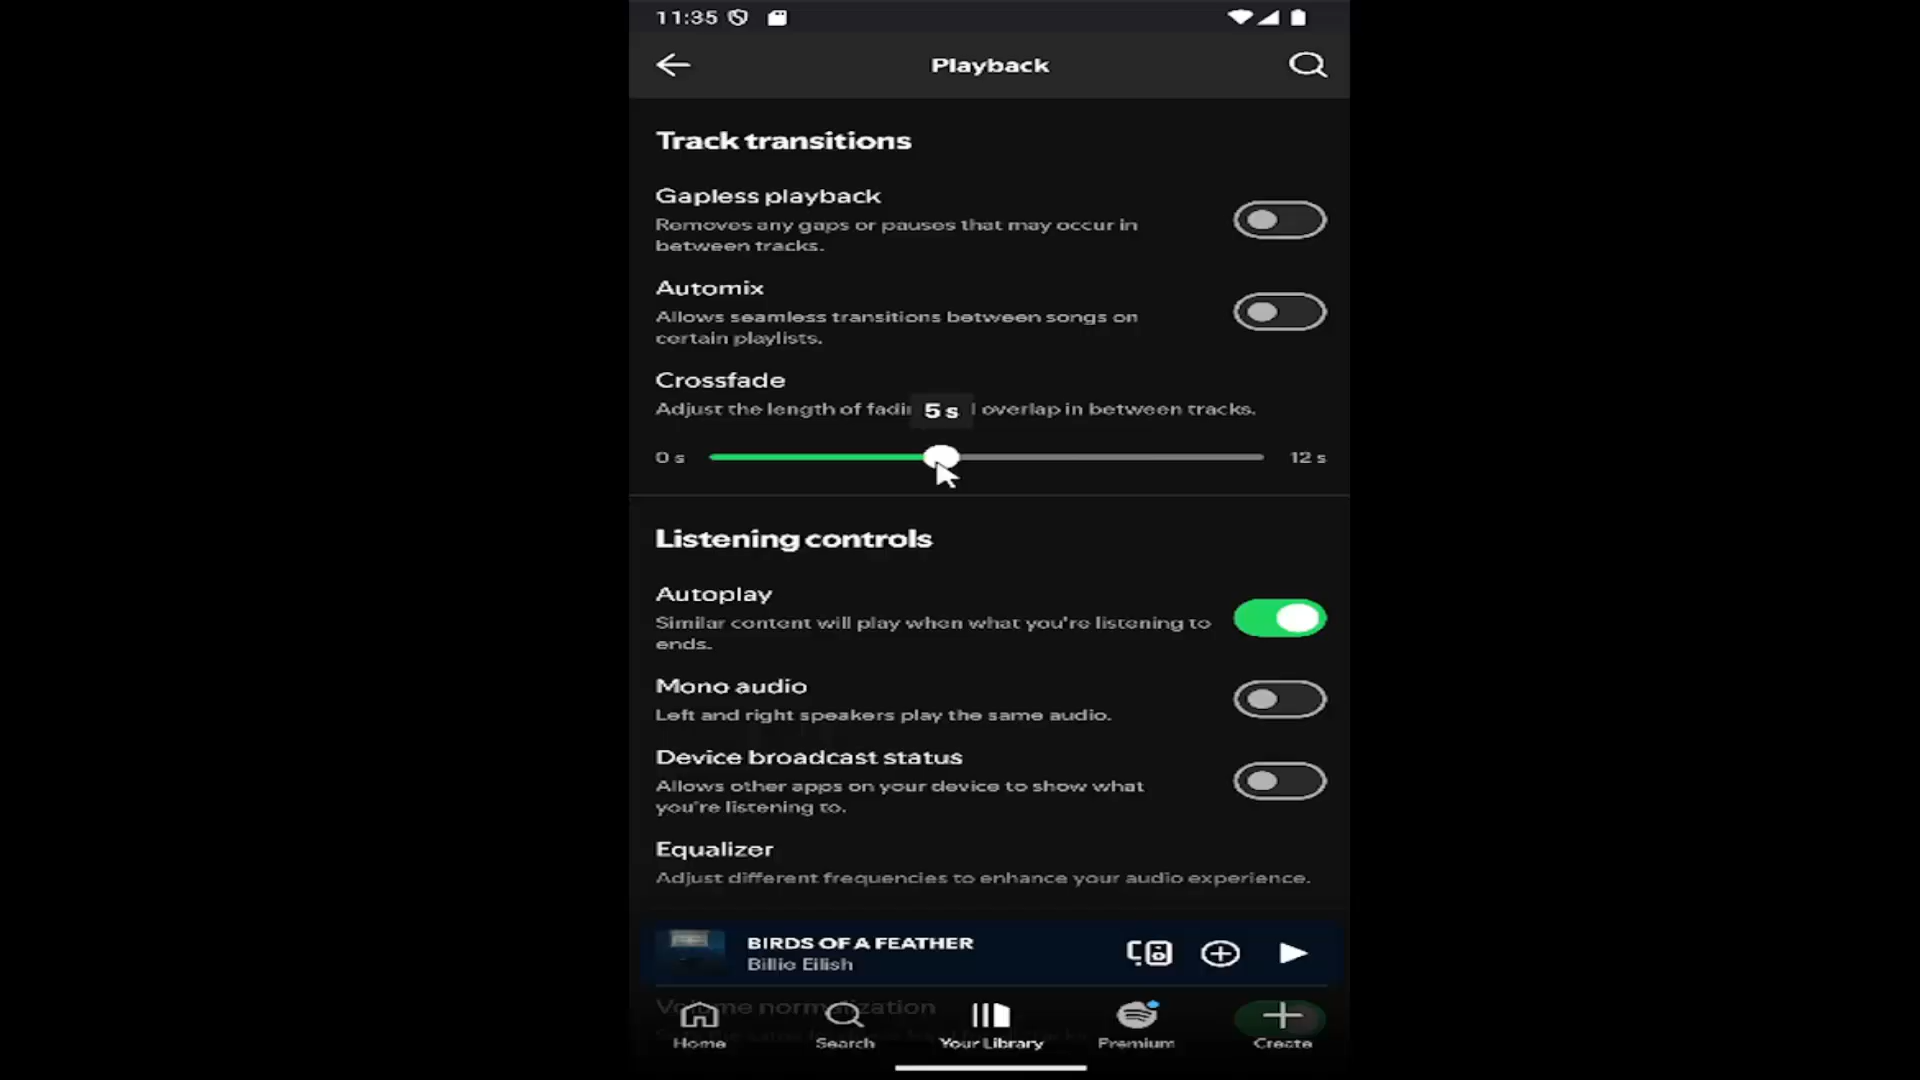 11:35
Playback
Track transitions
Gapless playback
Removes any gaps or pauses that may occur in
between tracks.
Automix
Allows seamless transitions between songs on
certain playlists.
Crossfade
Adjust the length of fadi 5 s overlap in between tracks.
0 s 12 s
Listening controls
Autoplay
Similar content will play when what you're listening to
ends.
Mono audio
Left and right speakers play the same audio.
Device broadcast status
Allows other apps on your device to show what
you're listening to.
Equalizer
Adjust different frequencies to enhance your audio experience.
BIRDS OF A FEATHER
Billie Eilish
Volume normalization
Home Search Your Library Premium Create